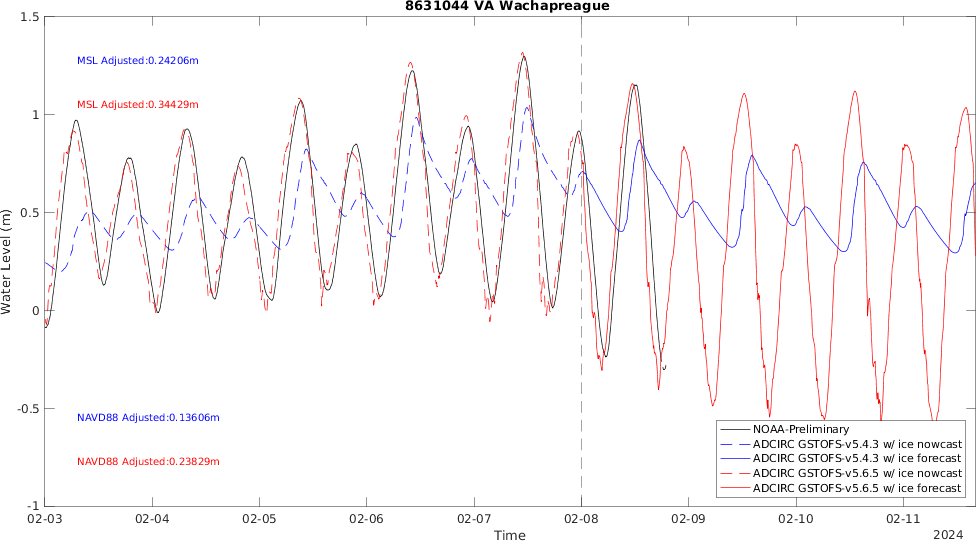 8631044 VA Wachapreague
1.5
1
0.5
0
-0.5
-1
Water Level (m)
MSL Adjusted:0.24206m
MSL Adjusted:0.34429m
NAVD88 Adjusted:0.13606m
NAVD88 Adjusted:0.23829m
NOAA-Preliminary
ADCIRC GSTOFS-v5.4.3 w/ ice nowcast
ADCIRC GSTOFS-v5.4.3 w/ ice forecast
ADCIRC GSTOFS-v5.6.5 w/ ice nowcast
ADCIRC GSTOFS-v5.6.5 w/ ice forecast
02-03 02-04 02-05 02-06 02-07 02-08 02-09 02-10 02-11
Time
2024